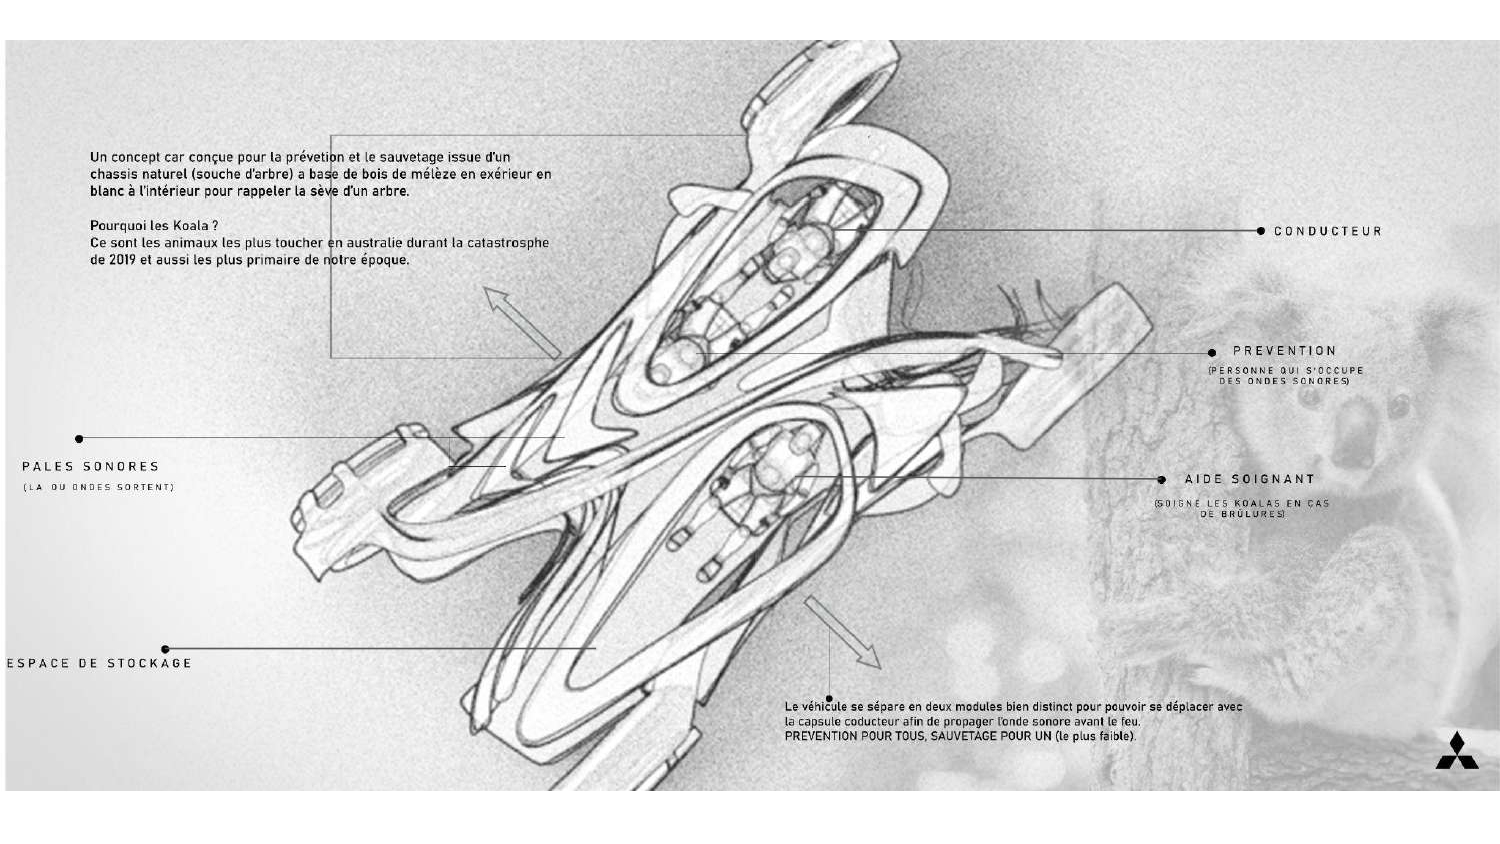 Un concept car conçue pour la prévetion et le sauvetage issue d'un
chassis naturel (souche d'arbre) a base de bois de mélèze en exérieur en
blanc à l'intérieur pour rappeler la sève d'un arbre.
Pourquoi les Koala ?
Ce sont les animaux les plus toucher en australie durant la catastrosphe
de 2019 et aussi les plus primaire de notre époque.
CONDUCTEUR
PREVENTION
(PERSONNE QUI S'OCCUPE
DES ONDES SONORES)
PALES SONORES
(LA OU ONDES SORTENT)
AIDE SOIGNANT
(SOIGNE LES KOALAS EN CAS
DE BRÛLURES)
ESPACE DE STOCKAGE
Le véhicule se sépare en deux modules bien distinct pour pouvoir se déplacer avec
la capsule coducteur afin de propager l'onde sonore avant le feu.
PREVENTION POUR TOUS, SAUVETAGE POUR UN (le plus faible).